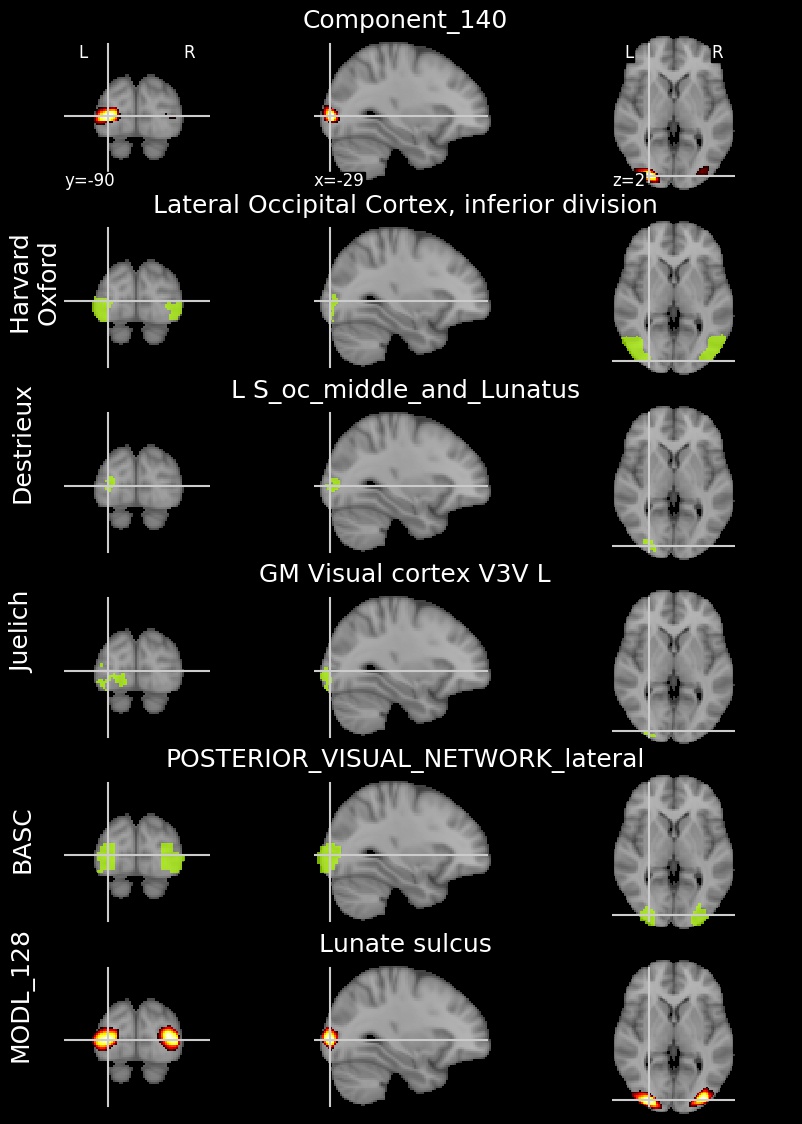 Component_140
L R L R
y=-90 x=-29 z=2
Lateral Occipital Cortex, inferior division
Harvard
Oxford
L S_oc_middle_and_Lunatus
Destrieux
GM Visual cortex V3V L
Juelich
POSTERIOR_VISUAL_NETWORK_lateral
BASC
Lunate sulcus
MODL_128